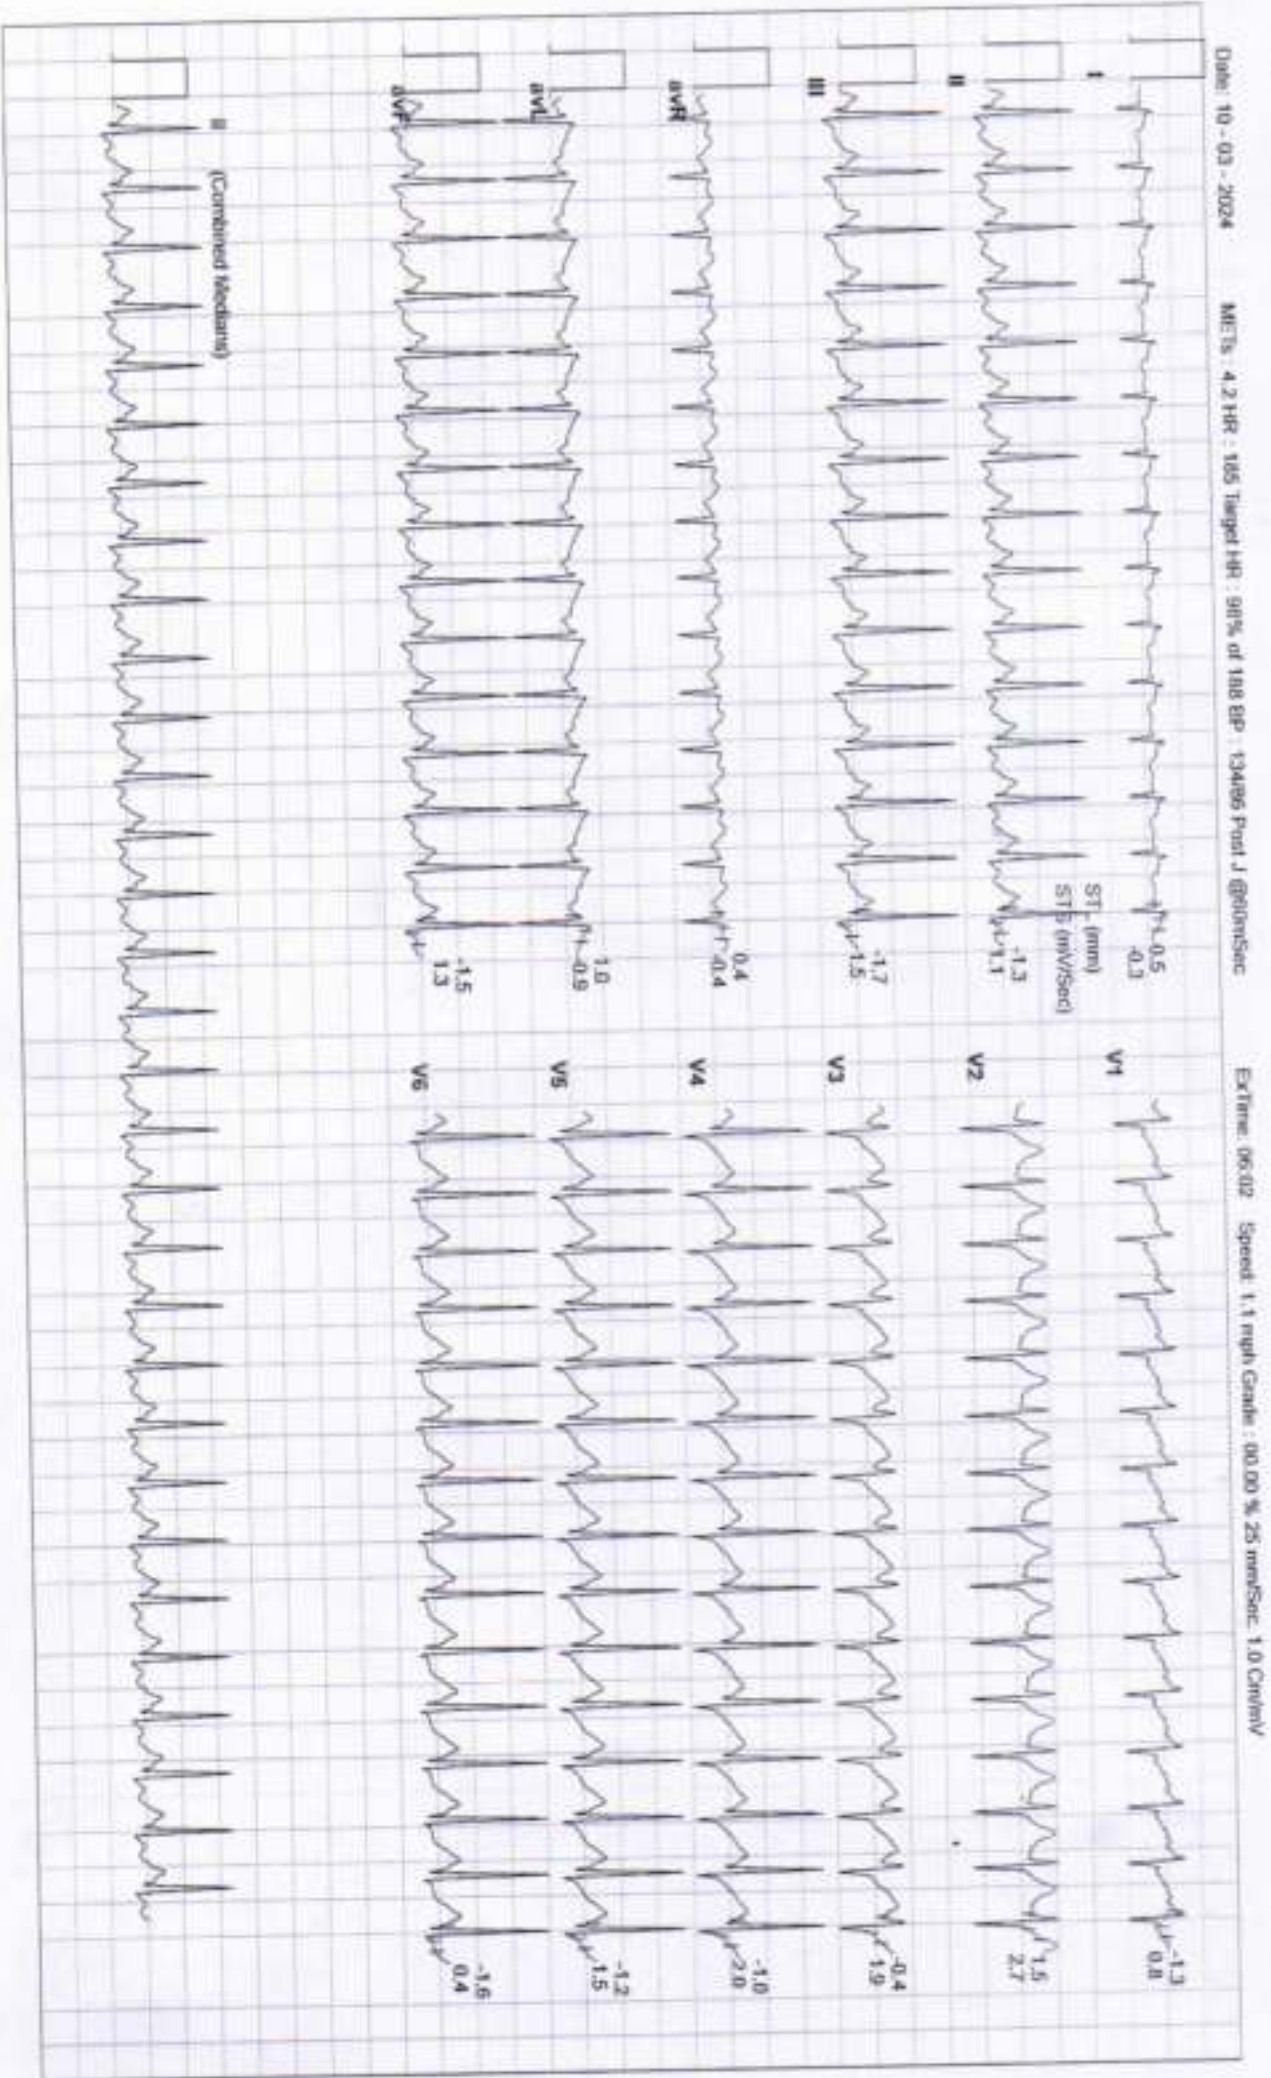 Date: 10 - 03 - 2024 METs : 4.2 HR : 185 Target HR : 98% of 188 BP : 134/86 Post J @60mSec
ExTime: 06:02 Speed: 1.1 mph Grade : 00.00 % 25 mm/Sec. 1.0 Cm/mV
I
0.5
-0.3
V1
-1.3
0.8
STL (mm)
STS (mV/Sec)
II
-1.3
1.1
V2
1.5
2.7
III
-1.7
1.5
V3
-0.4
1.9
avR
0.4
-0.4
V4
-1.0
2.0
avL
1.0
-0.9
V5
-1.2
1.5
avF
-1.5
1.3
V6
-1.6
0.4
II (Combined Medians)